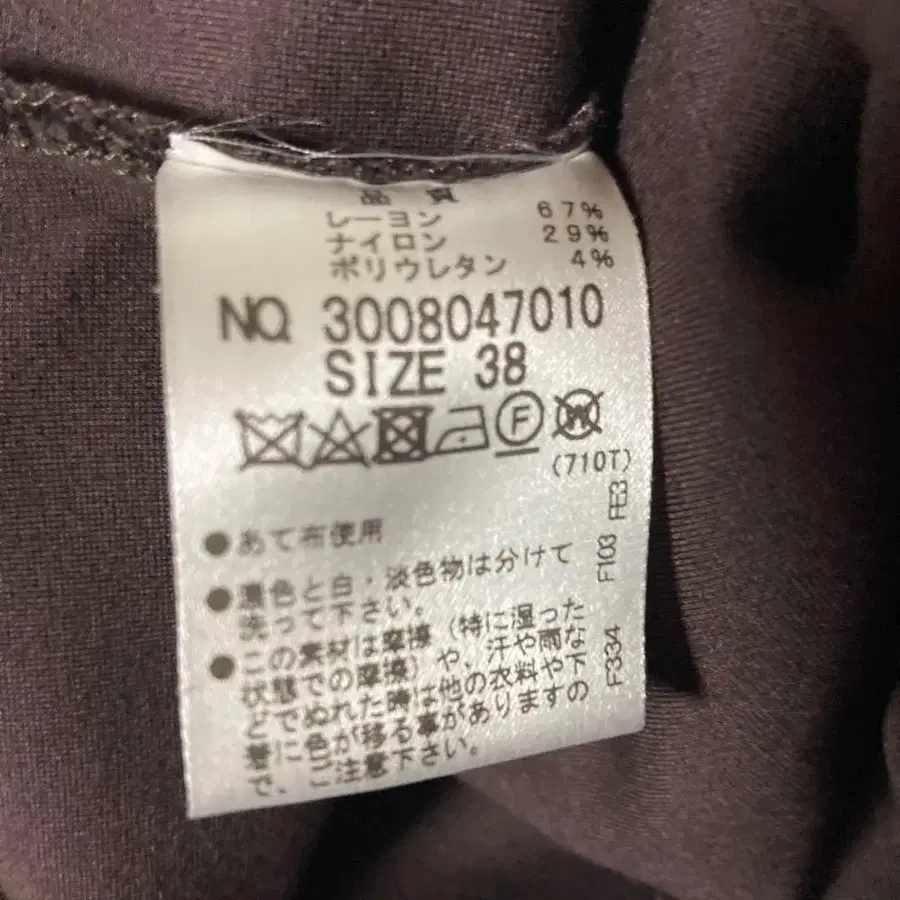 品質
レーヨン 67%
ナイロン 29%
ポリウレタン 4%
NO. 3008047010
SIZE 38
F W
(710T)
●あて布使用
●濃色と白・淡色物は分けて
洗って下さい。
●この素材は摩擦(特に湿った
状態での摩擦)や、汗や雨な
どでぬれた時は他の衣料や下
着に色が移る事がありますの
で、ご注意下さい。
F334 F108 FE3